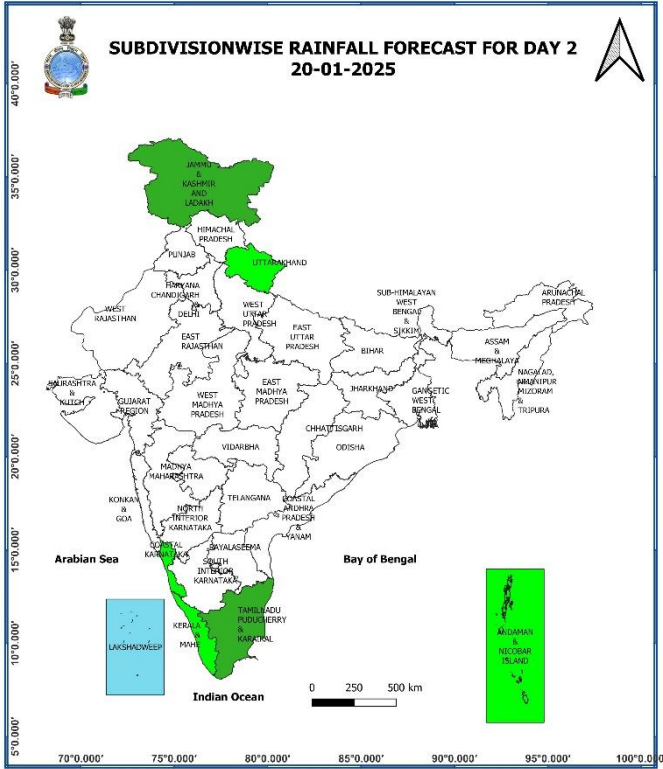 SUBDIVISIONWISE RAINFALL FORECAST FOR DAY 2
20-01-2025
JAMMU
&
KASHMIR
AND
LADAKH
HIMACHAL
PRADESH
PUNJAB
UTTARAKHAND
HARYANA
CHANDIGARH
DELHI
WEST
UTTAR
PRADESH
WEST
RAJASTHAN
EAST
RAJASTHAN
EAST
UTTAR
PRADESH
SUB-HIMALAYAN
WEST
BENGAL
&
SIKKIM
ARUNACHAL
PRADESH
ASSAM
&
MEGHALAYA
BIHAR
MANIPUR
MIZORAM
&
TRIPURA
SAURASHTRA
&
KUTCH
GUJARAT
REGION
WEST
MADHYA
PRADESH
EAST
MADHYA
PRADESH
JHARKHAND
GANGETIC
WEST
BENGAL
CHHATTISGARH
ODISHA
VIDARBHA
MADHYA
MAHARASHTRA
KONKAN
&
GOA
NORTH
INTERIOR
KARNATAKA
TELANGANA
COASTAL
ANDHRA
PRADESH
&
YANAM
COASTAL
KARNATAKA
RAYALASEEMA
SOUTH
INTERIOR
KARNATAKA
Arabian Sea
Bay of Bengal
LAKSHADWEEP
KERALA
&
MAHE
TAMILNADU
PUDUCHERRY
&
KARAIKAL
ANDAMAN
&
NICOBAR
ISLAND
Indian Ocean
0 250 500 km
40°0.000'
35°0.000'
30°0.000'
25°0.000'
20°0.000'
15°0.000'
10°0.000'
5°0.000'
70°0.000' 75°0.000' 80°0.000' 85°0.000' 90°0.000' 95°0.000' 100°0.00